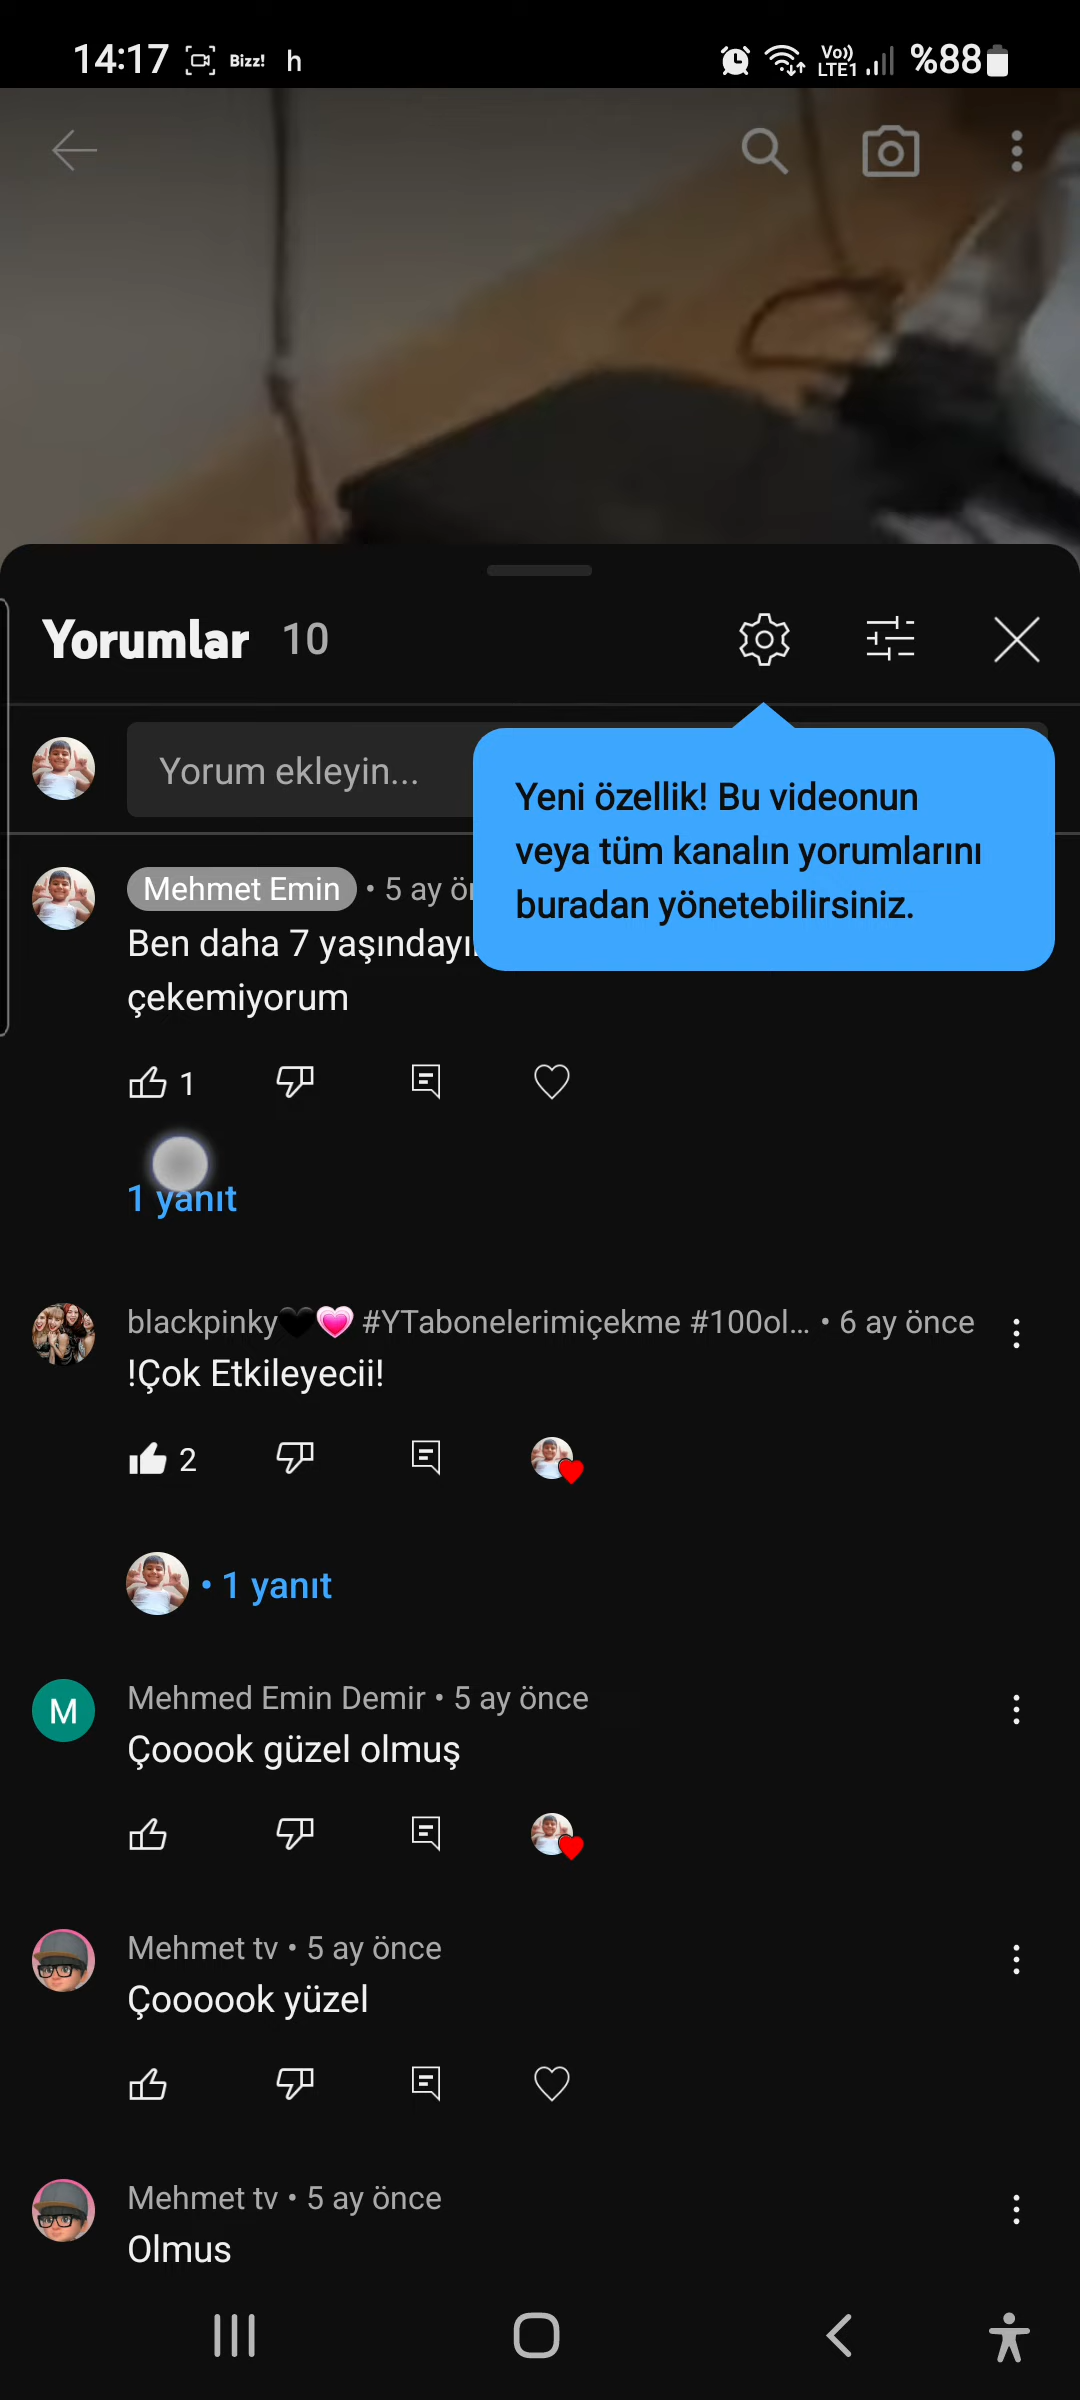 14:17 Bizz! h Vo)) LTE1 %88
Yorumlar 10
Yorum ekleyin...
Yeni özellik! Bu videonun
veya tüm kanalın yorumlarını
buradan yönetebilirsiniz.
Mehmet Emin • 5 ay
Ben daha 7
çekemiyorum
1
1 yanıt
blackpinky🖤💗 #YTabonelerimiçekme #100ol... • 6 ay önce
!Çok Etkileyecii!
2
• 1 yanıt
M
Mehmed Emin Demir • 5 ay önce
Çooook güzel olmuş
Mehmet tv • 5 ay önce
Çoooook yüzel
Mehmet tv • 5 ay önce
Olmus